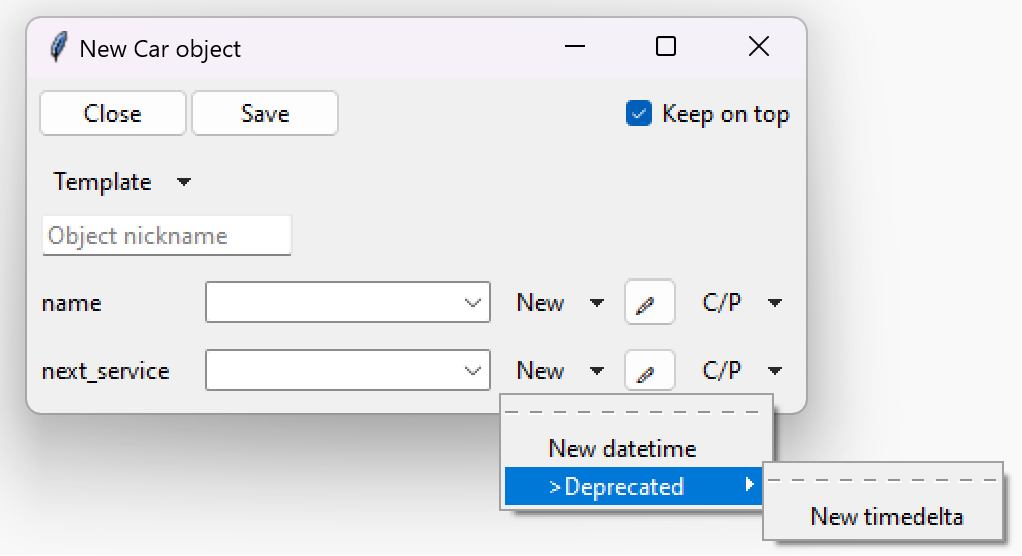 New Car object
Close Save Keep on top
Template
Object nickname
name New C/P
next_service New C/P
New datetime
>Deprecated
New timedelta